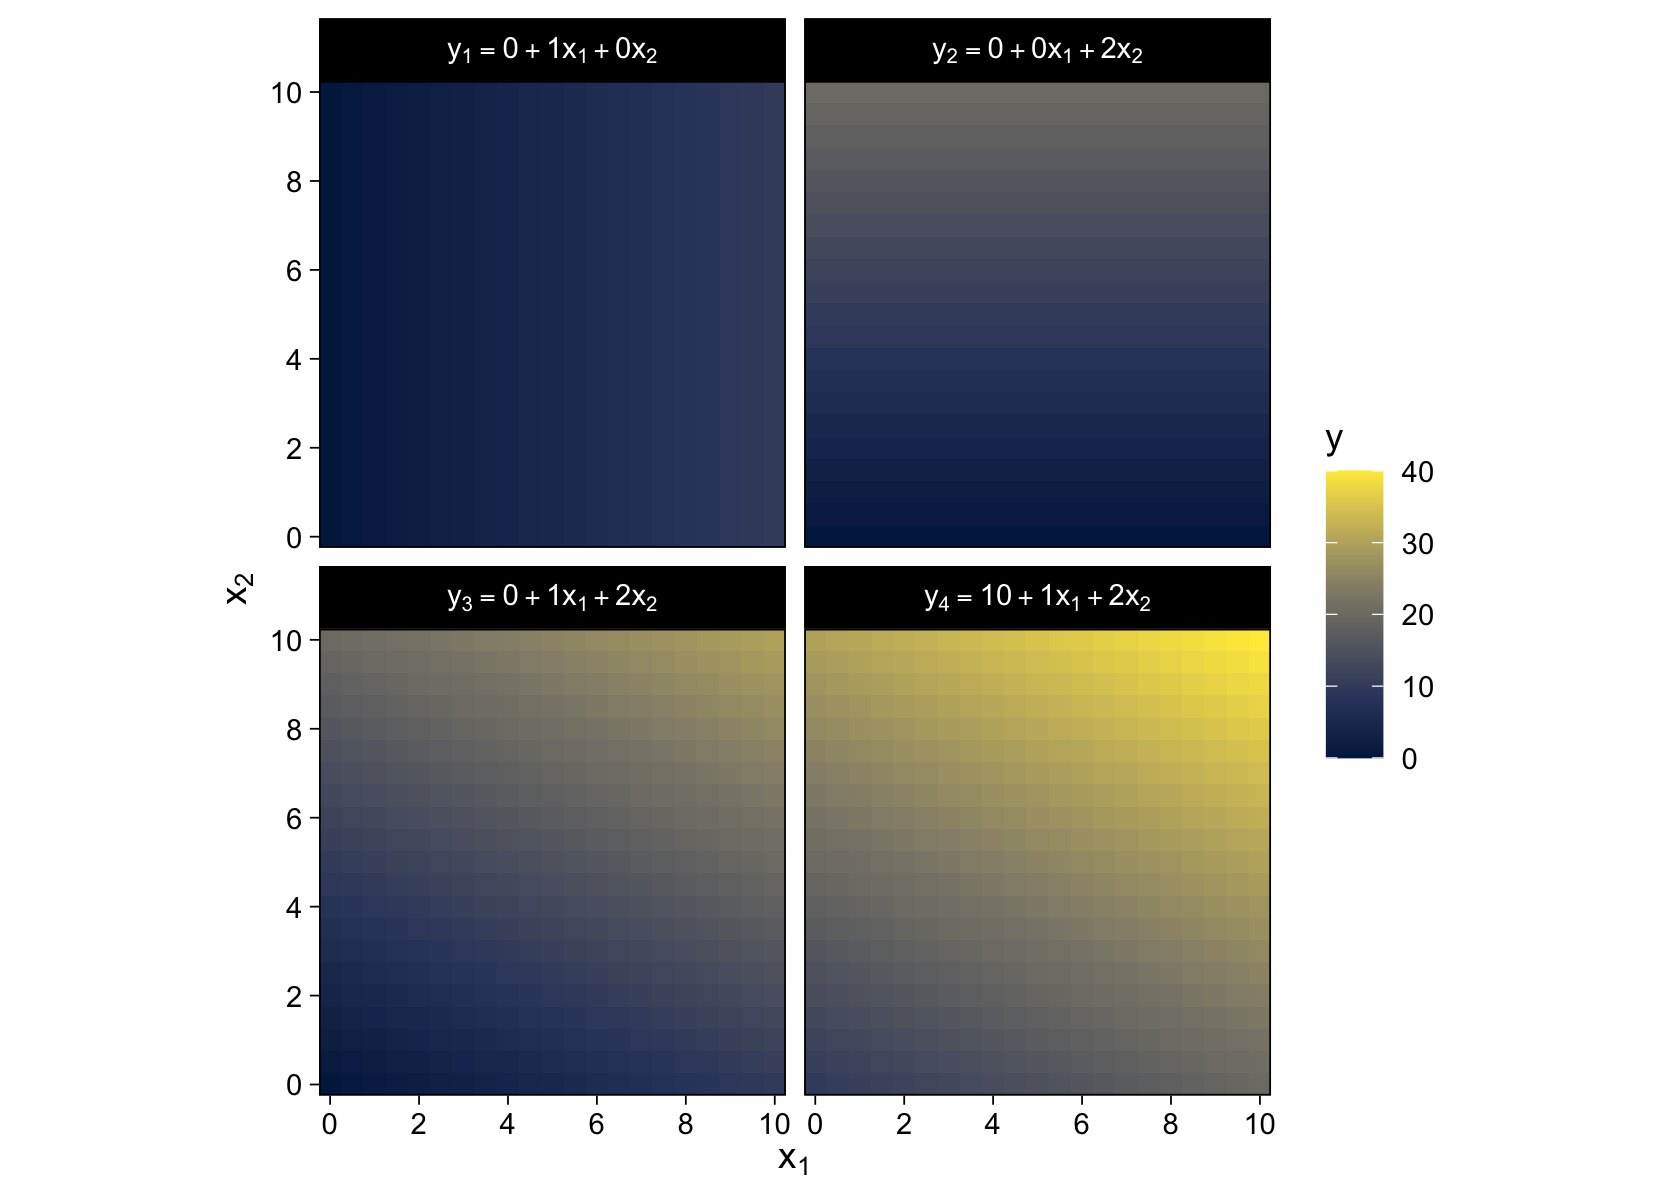 y₁ = 0 + 1x₁ + 0x₂
y₂ = 0 + 0x₁ + 2x₂
10
8
6
4
2
0
x₂
y₃ = 0 + 1x₁ + 2x₂
y₄ = 10 + 1x₁ + 2x₂
10
8
6
4
2
0
0 2 4 6 8 10
0 2 4 6 8 10
x₁
y
40
30
20
10
0